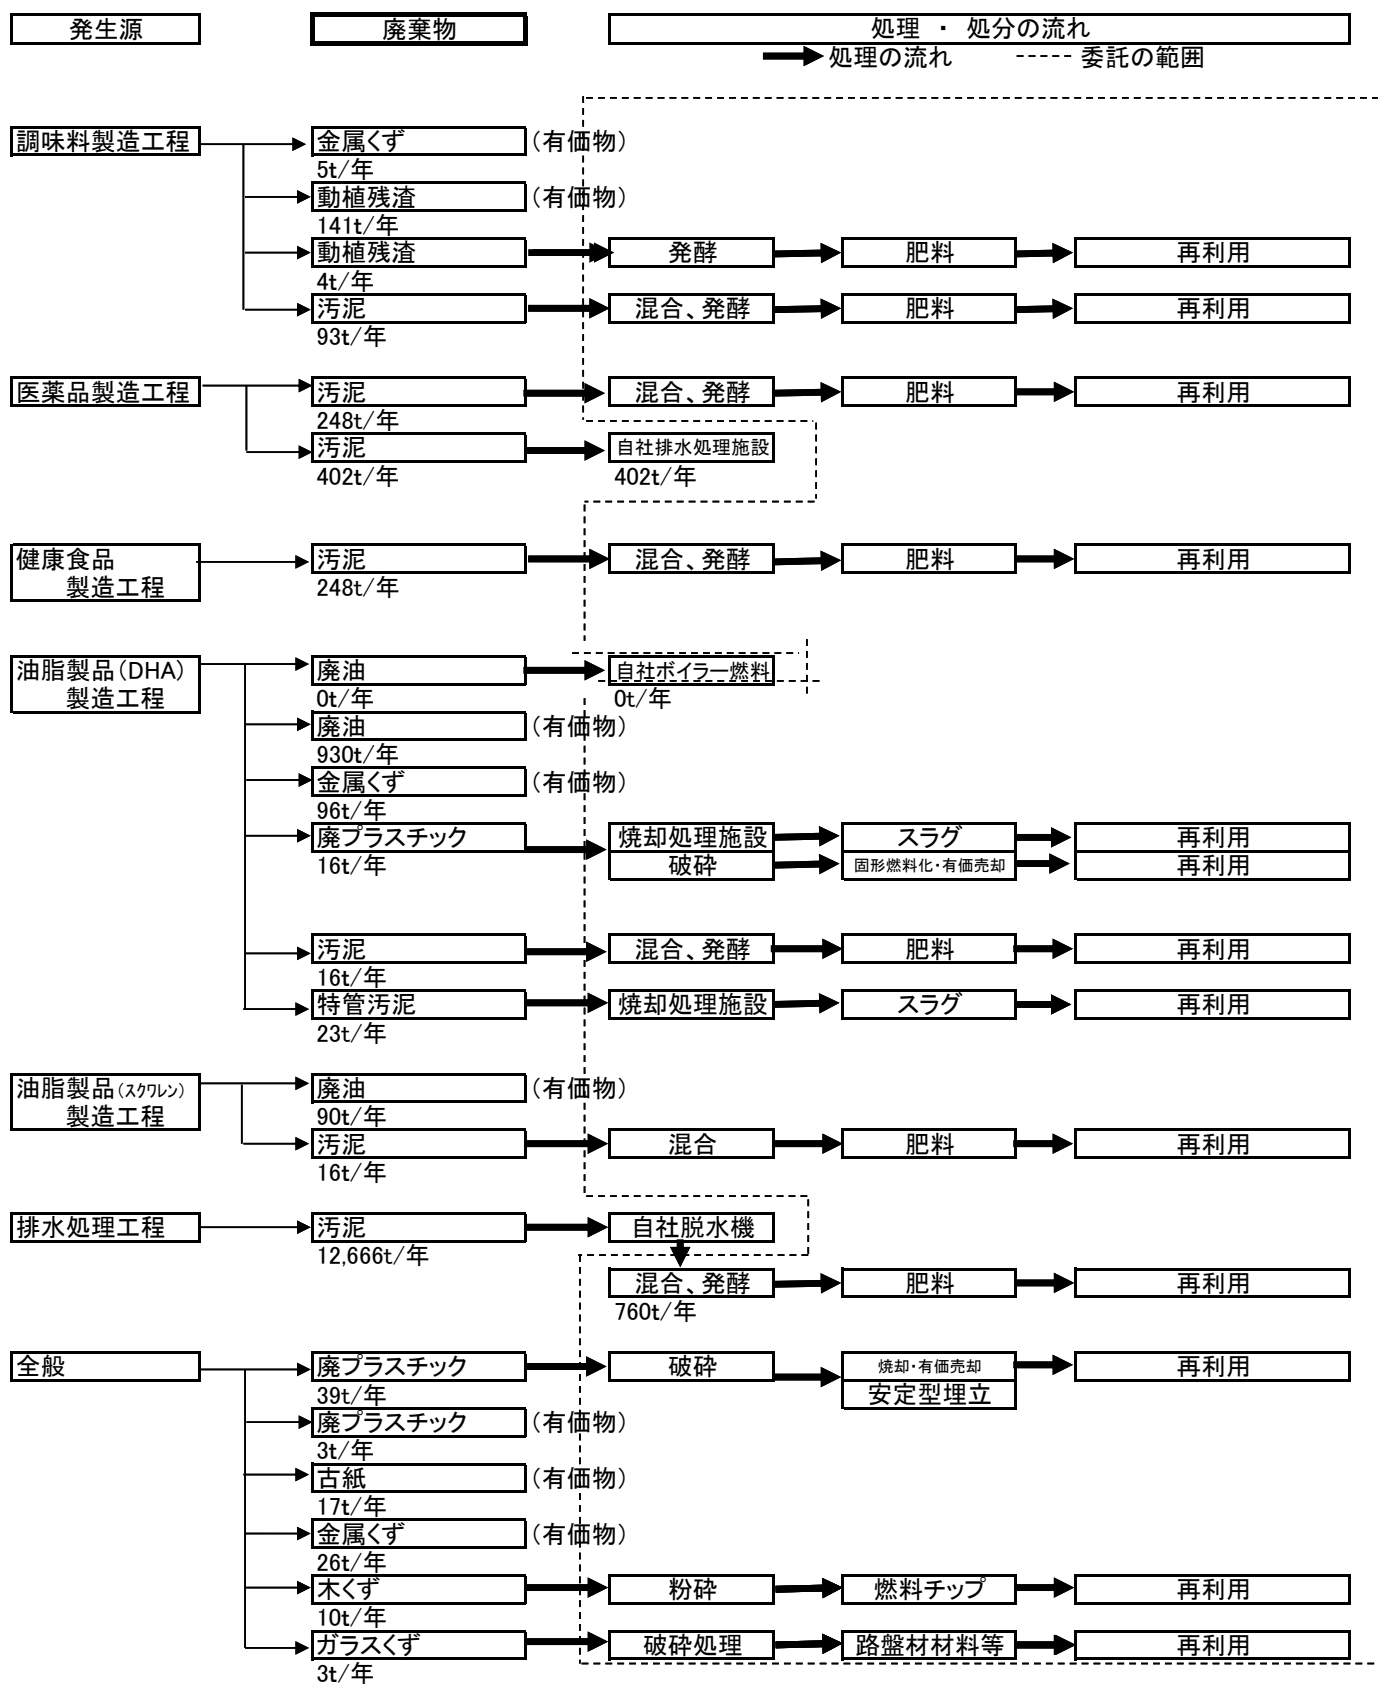 発生源
廃棄物
処理 ・ 処分の流れ
処理の流れ
委託の範囲
調味料製造工程
金属くず
(有価物)
5t/年
動植残渣
(有価物)
141t/年
動植残渣
発酵
肥料
再利用
4t/年
汚泥
混合、発酵
肥料
再利用
93t/年
医薬品製造工程
汚泥
混合、発酵
肥料
再利用
248t/年
汚泥
自社排水処理施設
402t/年
402t/年
健康食品
製造工程
汚泥
混合、発酵
肥料
再利用
248t/年
油脂製品(DHA)
製造工程
廃油
自社ボイラー燃料
0t/年
0t/年
廃油
(有価物)
930t/年
金属くず
(有価物)
96t/年
廃プラスチック
焼却処理施設
スラグ
再利用
16t/年
破砕
固形燃料化・有価売却
再利用
汚泥
混合、発酵
肥料
再利用
16t/年
特管汚泥
焼却処理施設
スラグ
再利用
23t/年
油脂製品(スクワレン)
製造工程
廃油
(有価物)
90t/年
汚泥
混合
肥料
再利用
16t/年
排水処理工程
汚泥
自社脱水機
12,666t/年
混合、発酵
肥料
再利用
760t/年
全般
廃プラスチック
破砕
焼却・有価売却
再利用
39t/年
安定型埋立
廃プラスチック
(有価物)
3t/年
古紙
(有価物)
17t/年
金属くず
(有価物)
26t/年
木くず
粉砕
燃料チップ
再利用
10t/年
ガラスくず
破砕処理
路盤材材料等
再利用
3t/年